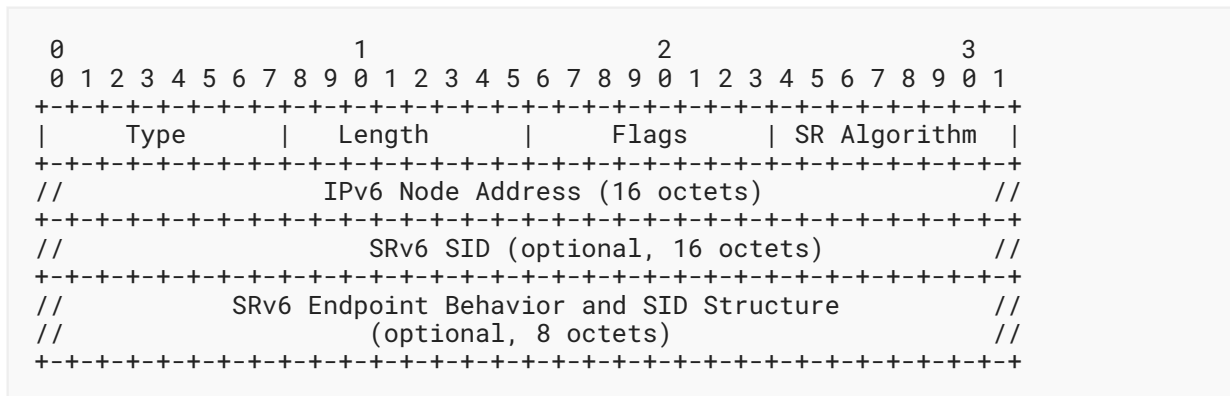 0                   1                   2                   3
 0 1 2 3 4 5 6 7 8 9 0 1 2 3 4 5 6 7 8 9 0 1 2 3 4 5 6 7 8 9 0 1
+-+-+-+-+-+-+-+-+-+-+-+-+-+-+-+-+-+-+-+-+-+-+-+-+-+-+-+-+-+-+-+-+
|     Type      |   Length      |     Flags     | SR Algorithm  |
+-+-+-+-+-+-+-+-+-+-+-+-+-+-+-+-+-+-+-+-+-+-+-+-+-+-+-+-+-+-+-+-+
//                 IPv6 Node Address (16 octets)               //
+-+-+-+-+-+-+-+-+-+-+-+-+-+-+-+-+-+-+-+-+-+-+-+-+-+-+-+-+-+-+-+-+
//                    SRv6 SID (optional, 16 octets)           //
+-+-+-+-+-+-+-+-+-+-+-+-+-+-+-+-+-+-+-+-+-+-+-+-+-+-+-+-+-+-+-+-+
//           SRv6 Endpoint Behavior and SID Structure          //
//                    (optional, 8 octets)                     //
+-+-+-+-+-+-+-+-+-+-+-+-+-+-+-+-+-+-+-+-+-+-+-+-+-+-+-+-+-+-+-+-+